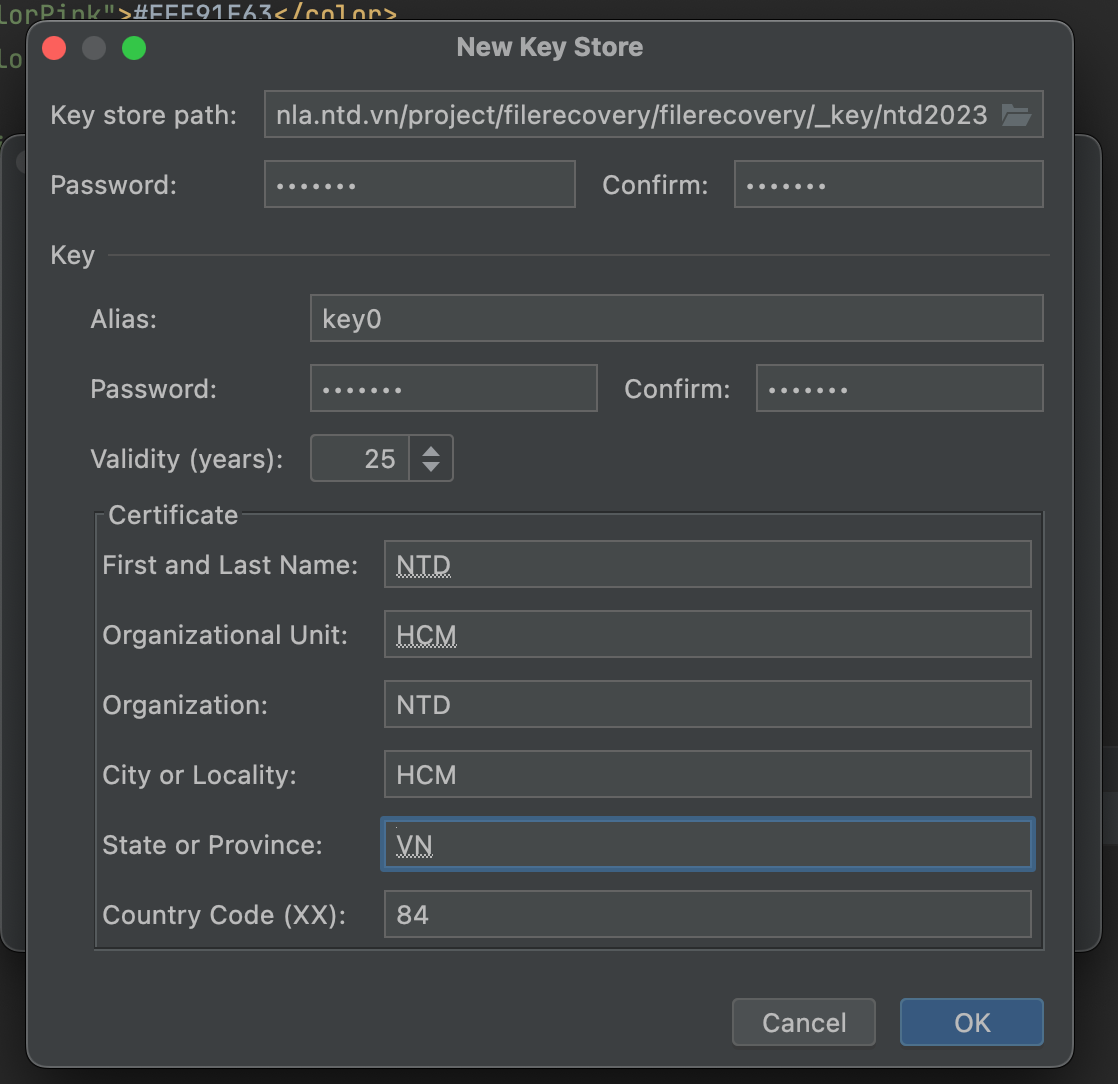 lorPink">#FFE91E63</color>
lo
New Key Store
Key store path: nla.ntd.vn/project/filerecovery/filerecovery/_key/ntd2023
Password: ••••••• Confirm: •••••••
Key
Alias: key0
Password: ••••••• Confirm: •••••••
Validity (years): 25
Certificate
First and Last Name: NTD
Organizational Unit: HCM
Organization: NTD
City or Locality: HCM
State or Province: VN
Country Code (XX): 84
Cancel OK